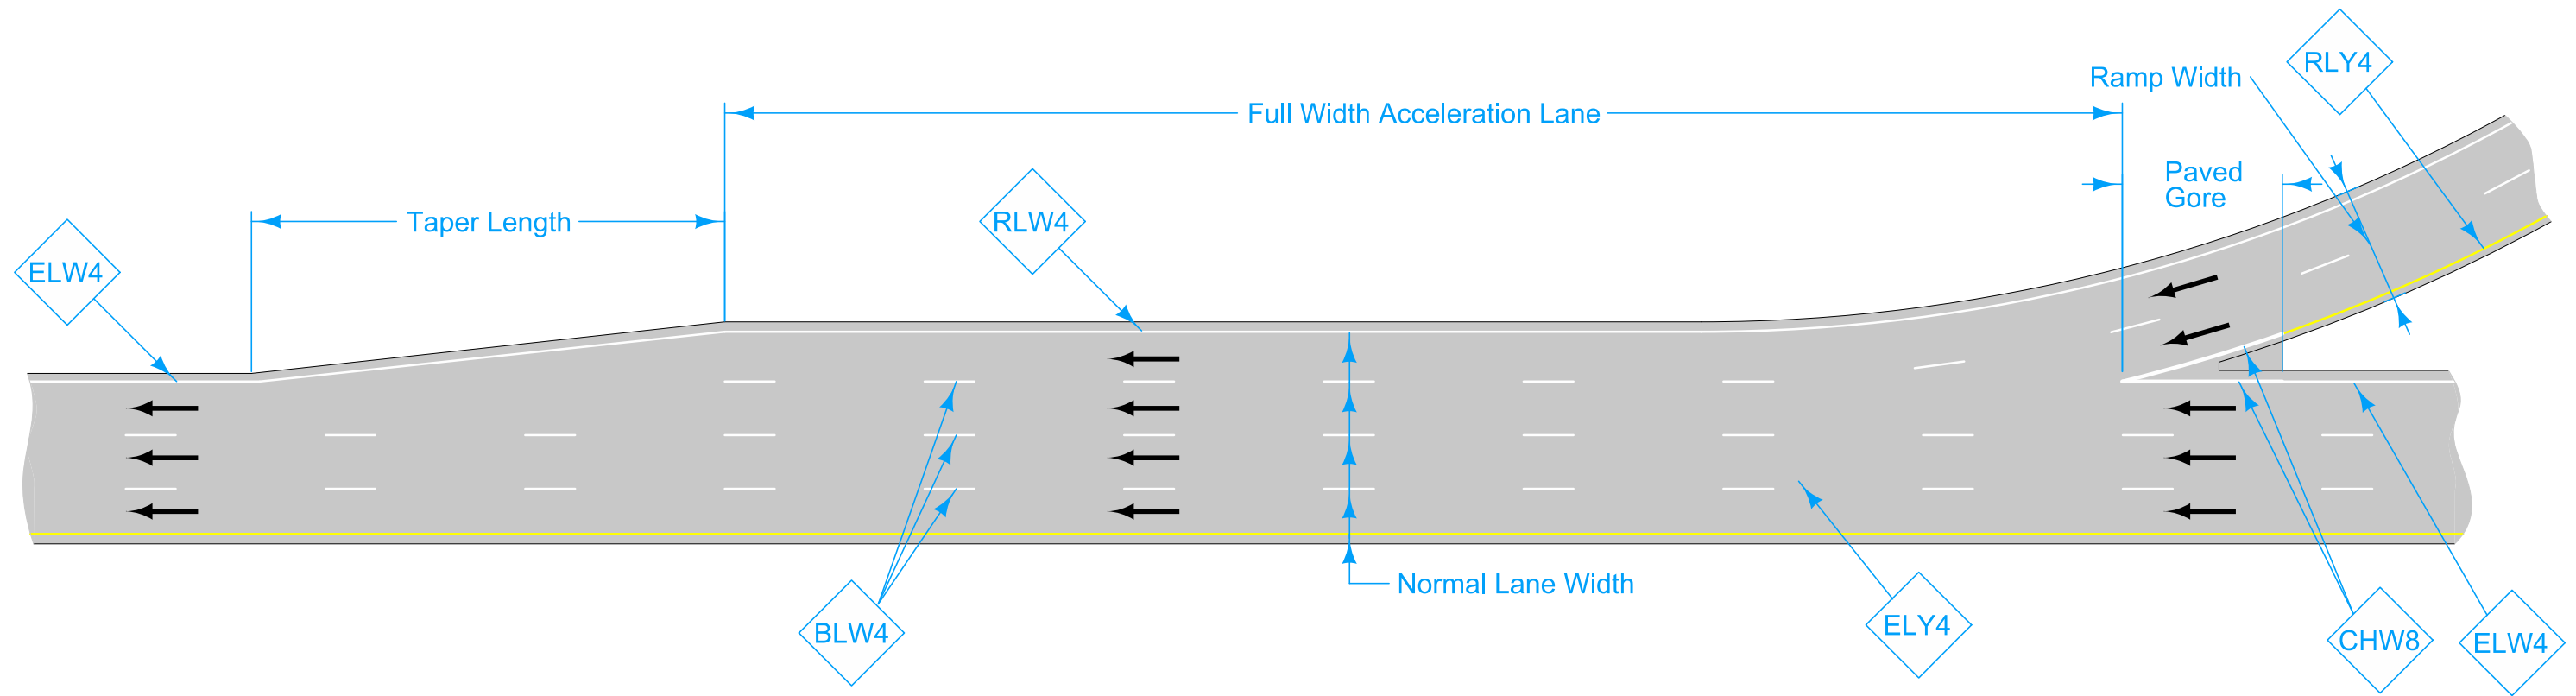 RLY4
Ramp Width
Full Width Acceleration Lane
Paved
Gore
Taper Length
RLW4
ELW4
Normal Lane Width
BLW4
ELY4
CHW8
ELW4